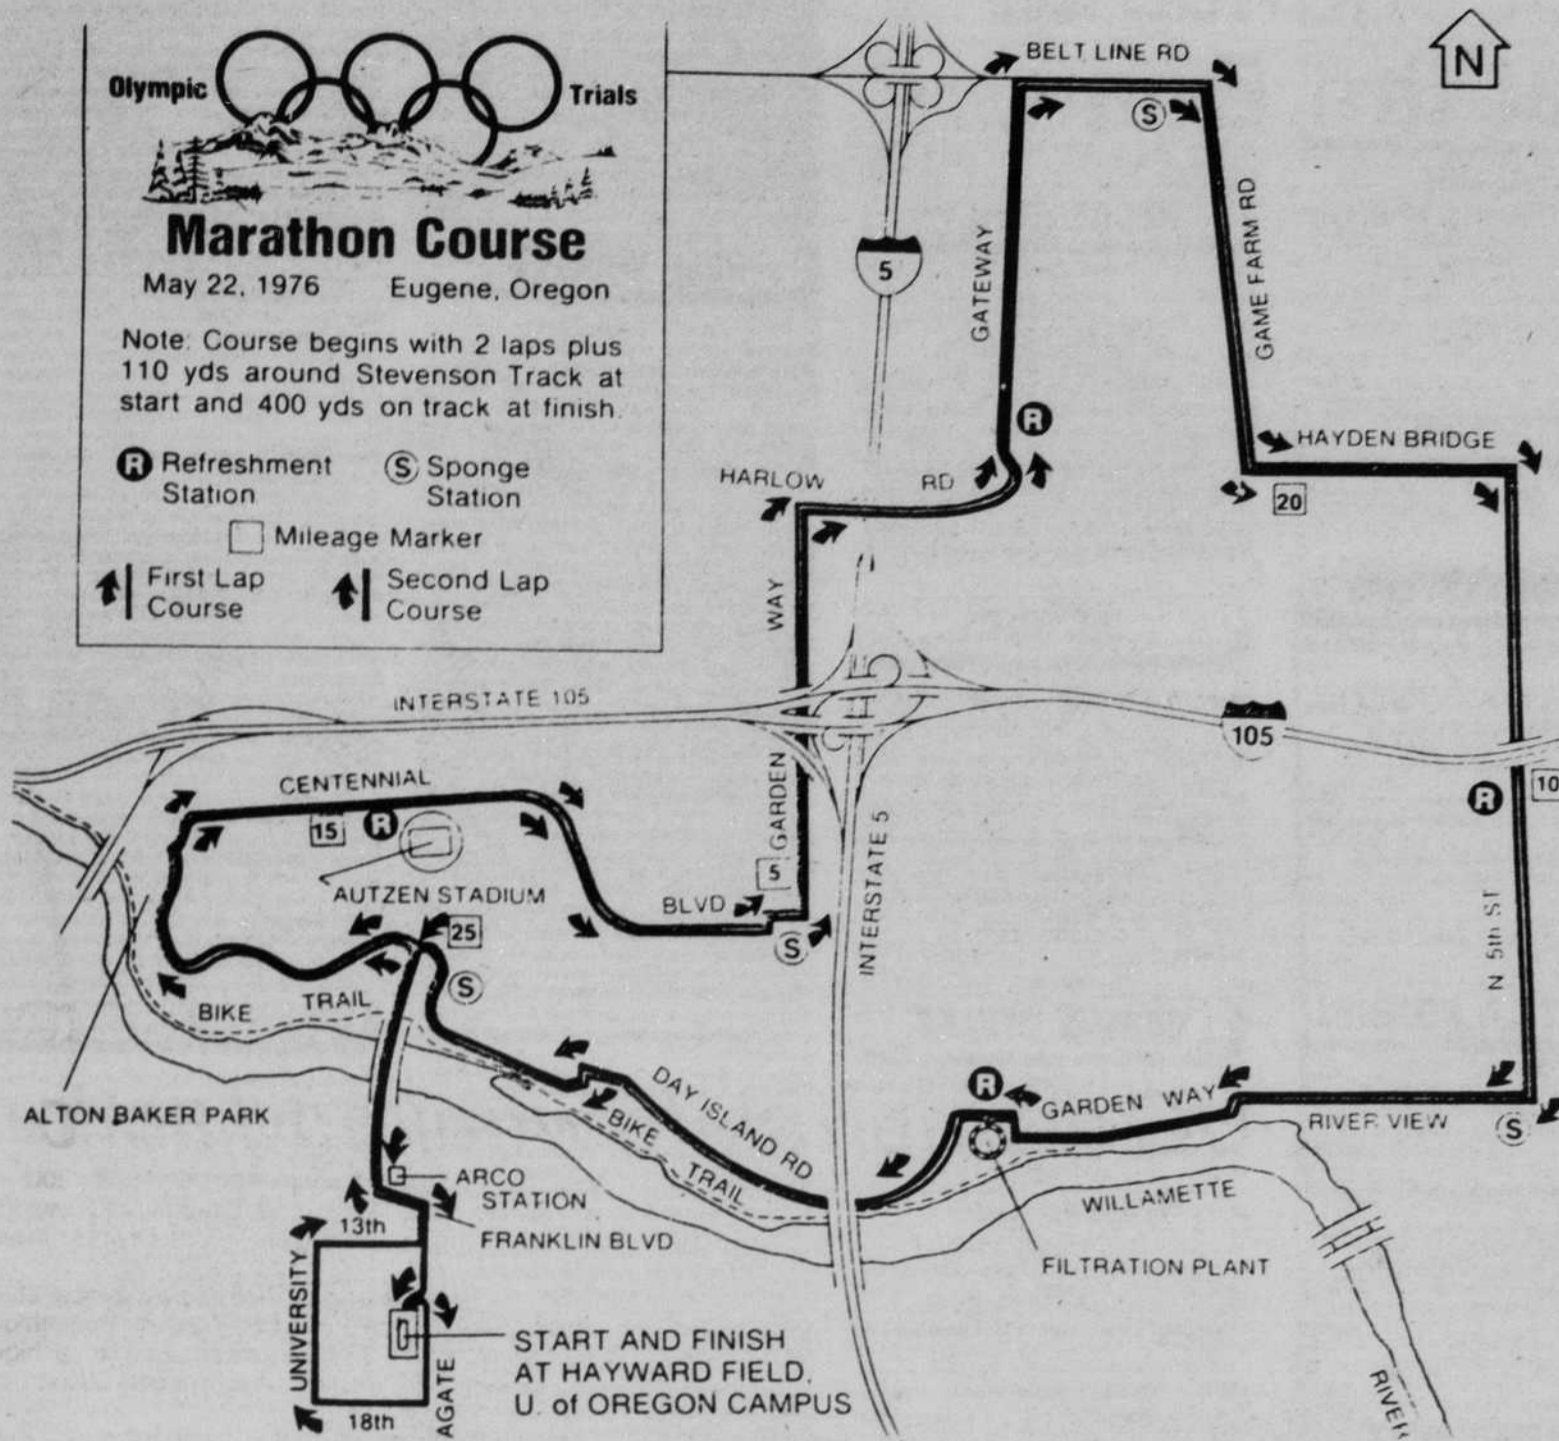 Olympic Trials
Marathon Course
May 22, 1976 Eugene, Oregon
Note: Course begins with 2 laps plus
110 yds around Stevenson Track at
start and 400 yds on track at finish.
R Refreshment
Station
S Sponge
Station
Mileage Marker
First Lap
Course
Second Lap
Course
N
BELT LINE RD
S
5
GATEWAY
GAME FARM RD
R
HAYDEN BRIDGE
20
HARLOW RD
WAY
INTERSTATE 105
105
10
R
CENTENNIAL
15
R
GARDEN
5
AUTZEN STADIUM
BLVD
S
25
INTERSTATE 5
N 5th ST
S
BIKE TRAIL
ALTON BAKER PARK
DAY ISLAND RD
BIKE
TRAIL
R
GARDEN WAY
RIVER VIEW
S
ARCO
STATION
WILLAMETTE
RIVER
FRANKLIN BLVD
13th
FILTRATION PLANT
UNIVERSITY
START AND FINISH
AT HAYWARD FIELD,
U. of OREGON CAMPUS
AGATE
18th